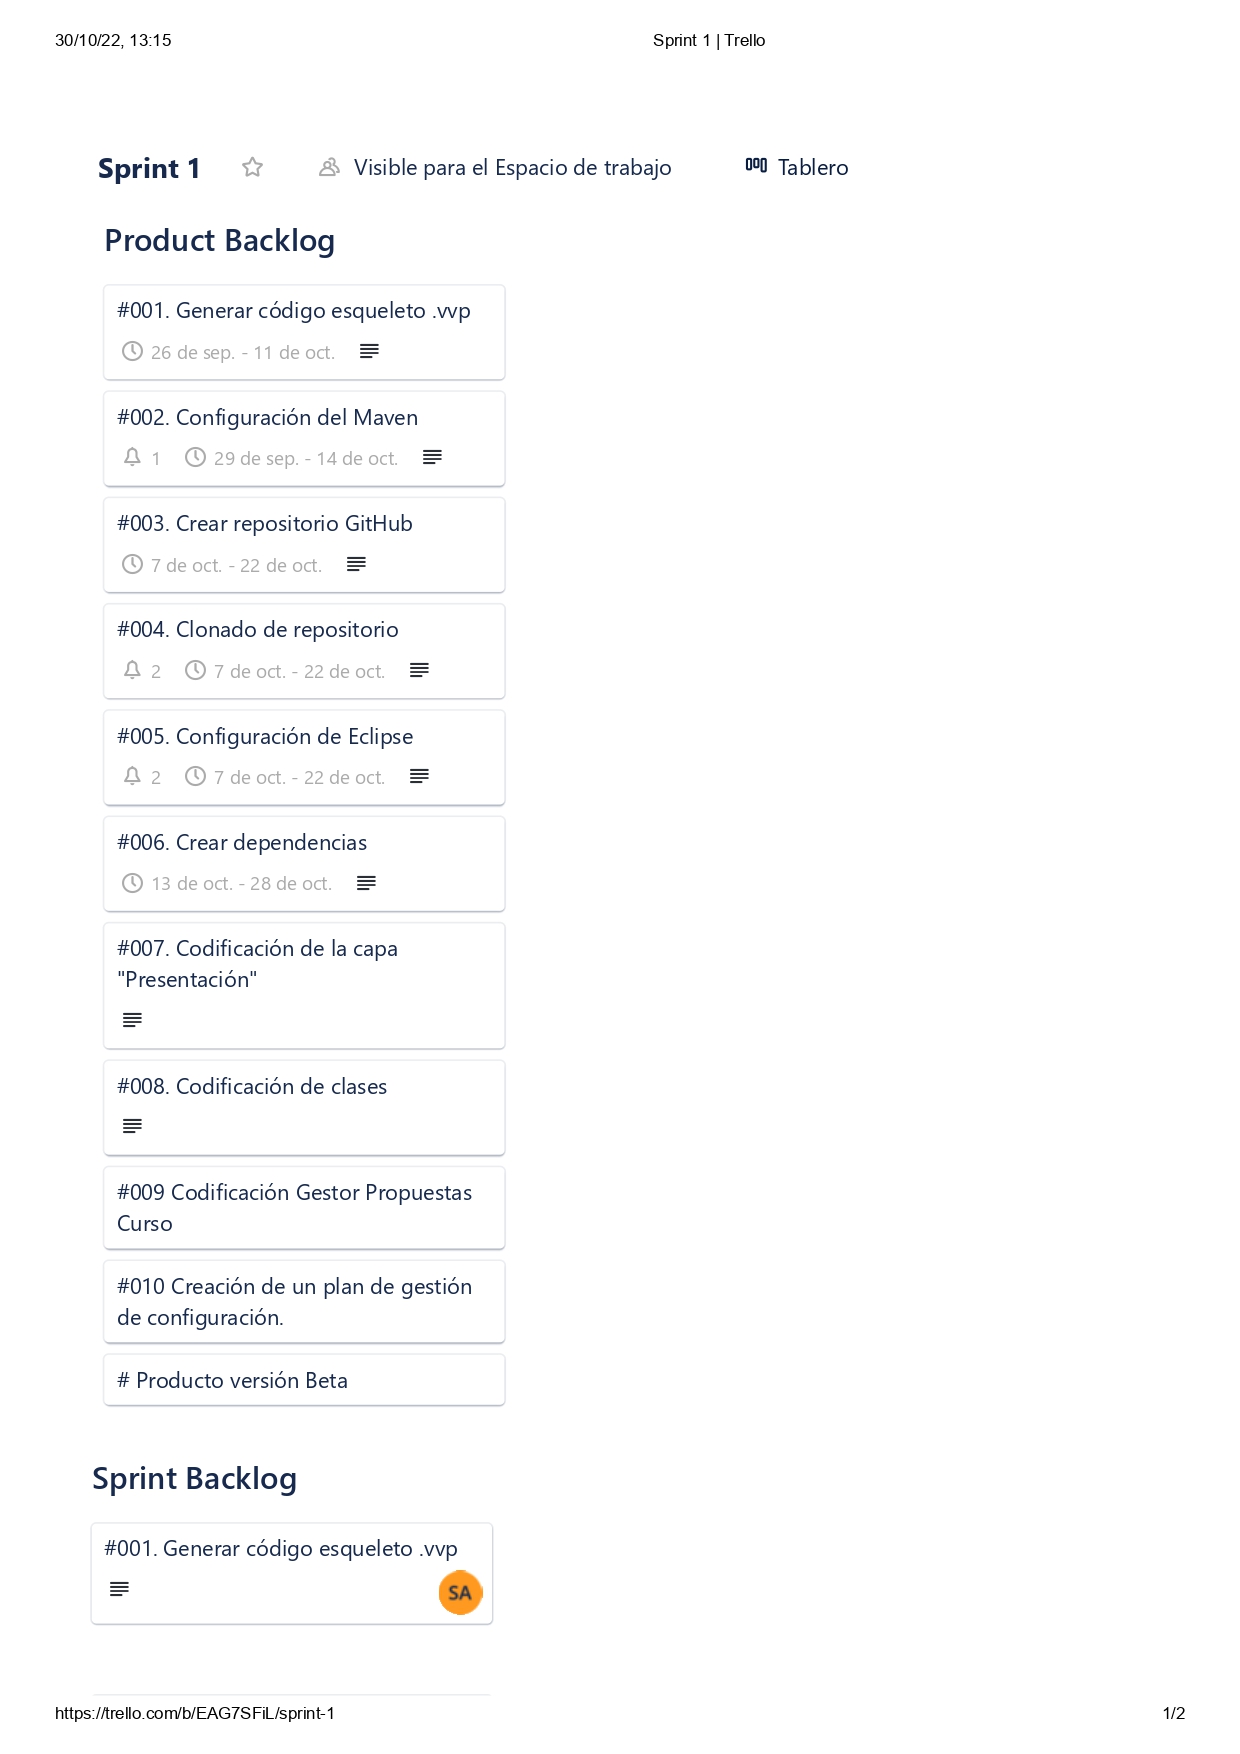 30/10/22, 13:15
Sprint 1 | Trello
Sprint 1
Visible para el Espacio de trabajo
Tablero
Product Backlog
#001. Generar código esqueleto .vvp
26 de sep. - 11 de oct.
#002. Configuración del Maven
1
29 de sep. - 14 de oct.
#003. Crear repositorio GitHub
7 de oct. - 22 de oct.
#004. Clonado de repositorio
2
7 de oct. - 22 de oct.
#005. Configuración de Eclipse
2
7 de oct. - 22 de oct.
#006. Crear dependencias
13 de oct. - 28 de oct.
#007. Codificación de la capa
"Presentación"
#008. Codificación de clases
#009 Codificación Gestor Propuestas
Curso
#010 Creación de un plan de gestión
de configuración.
# Producto versión Beta
Sprint Backlog
#001. Generar código esqueleto .vvp
SA
https://trello.com/b/EAG7SFiL/sprint-1
1/2